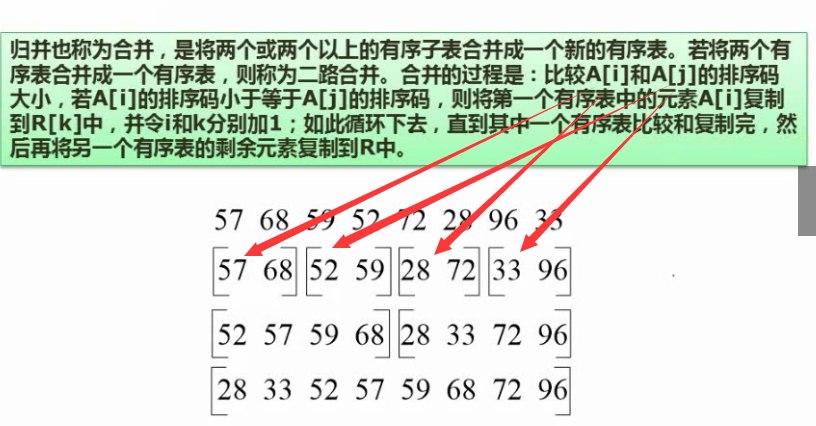 归并也称为合并，是将两个或两个以上的有序子表合并成一个新的有序表。若将两个有
序表合并成一个有序表，则称为二路合并。合并的过程是：比较A[i]和A[j]的排序码
大小，若A[i]的排序码小于等于A[j]的排序码，则将第一个有序表中的元素A[i]复制
到R[k]中，并令i和k分别加1；如此循环下去，直到其中一个有序表比较和复制完，然
后再将另一个有序表的剩余元素复制到R中。
57 68 59 52 72 28 96 33
[57 68] [52 59] [28 72] [33 96]
[52 57 59 68] [28 33 72 96]
[28 33 52 57 59 68 72 96]